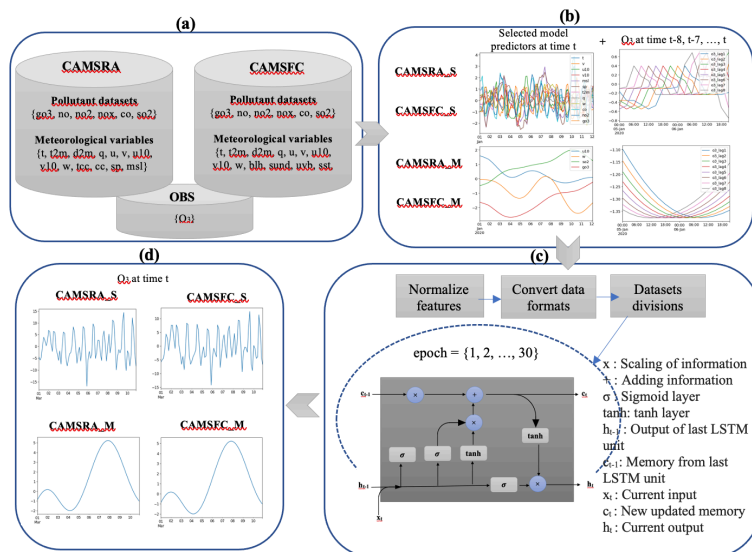 (a)
CAMSRA
Pollutant datasets
{go3, no, no2, nox, co, so2}
Meteorological variables
{t, t2m, d2m, q, u, v, u10,
v10, w, tcc, cc, sp, msl}
CAMSFC
Pollutant datasets
{go3, no, no2, nox, co, so2}
Meteorological variables
{t, t2m, d2m, q, u, v, u10,
v10, w, blh, sund, uvb, sst,
OBS
{O3}
(b)
Selected model
predictors at time t
+
O3 at time t-8, t-7, …, t
CAMSRA_S
CAMSFC_S
CAMSRA_M
CAMSFC_M
(c)
Normalize
features
Convert data
formats
Datasets
divisions
epoch = {1, 2, …, 30}
ct-1
×
+
ct
×
tanh
σ
σ
tanh
σ
×
ht-1
ht
xt
x : Scaling of information
+ : Adding information
σ : Sigmoid layer
tanh: tanh layer
ht-1: Output of last LSTM
unit
ct-1: Memory from last
LSTM unit
xt : Current input
ct : New updated memory
ht : Current output
(d)
O3 at time t
CAMSRA_S
CAMSFC_S
CAMSRA_M
CAMSFC_M